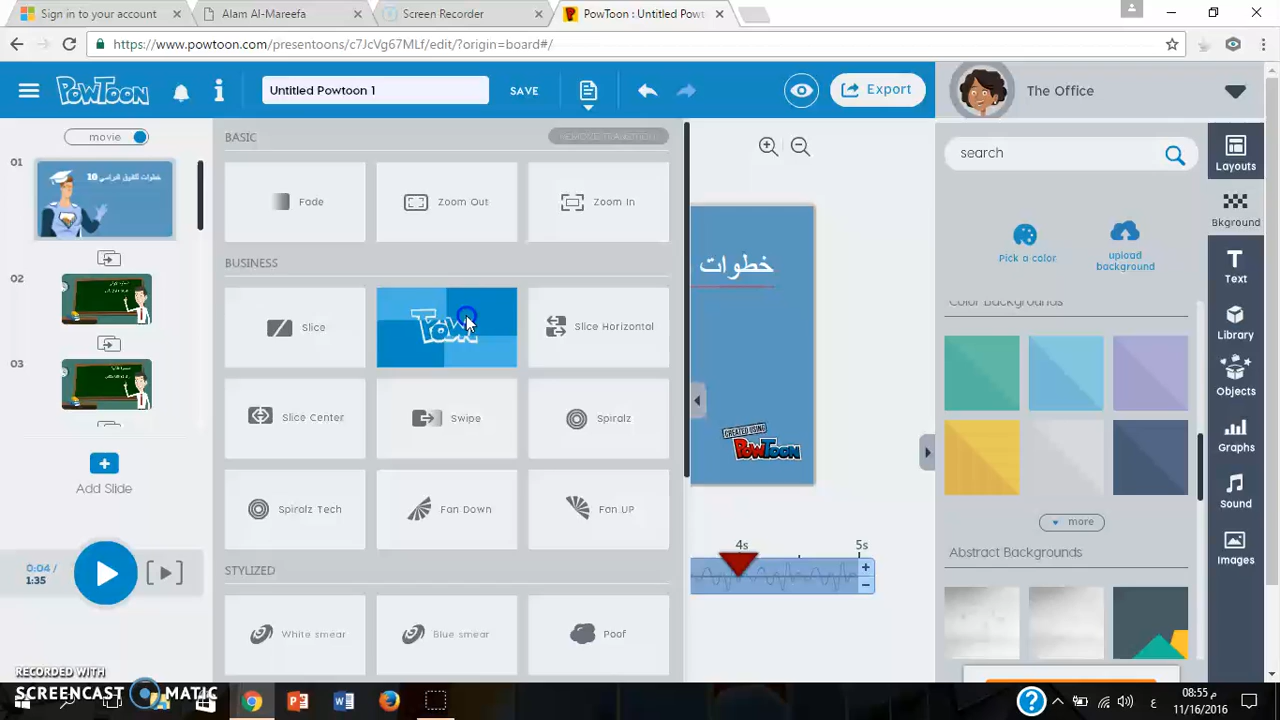 Sign in to your account
Alam Al-Mareefa
Screen Recorder
PowToon : Untitled Powt
https://www.powtoon.com/presentoons/c7JcVg67MLf/edit/?origin=board#/
POWTOON
Untitled Powtoon 1
SAVE
Export
The Office
movie
BASIC
search
Layouts
01
خطوات للتفوق الدراسي 10
Fade
Zoom Out
Zoom In
Bkground
Pick a color
upload background
خطوات
BUSINESS
Text
02
Color Backgrounds
Slice
Tow
Slice Horizontal
Library
03
Objects
Slice Center
Swipe
Spiralz
CREATED USING
POWTOON
Graphs
Add Slide
Spiralz Tech
Fan Down
Fan UP
Sound
more
4s
5s
Abstract Backgrounds
Images
0:04 /
1:35
STYLIZED
White smear
Blue smear
Poof
RECORDED WITH
SCREENCAST MATIC
ع
08:55 م
11/16/2016